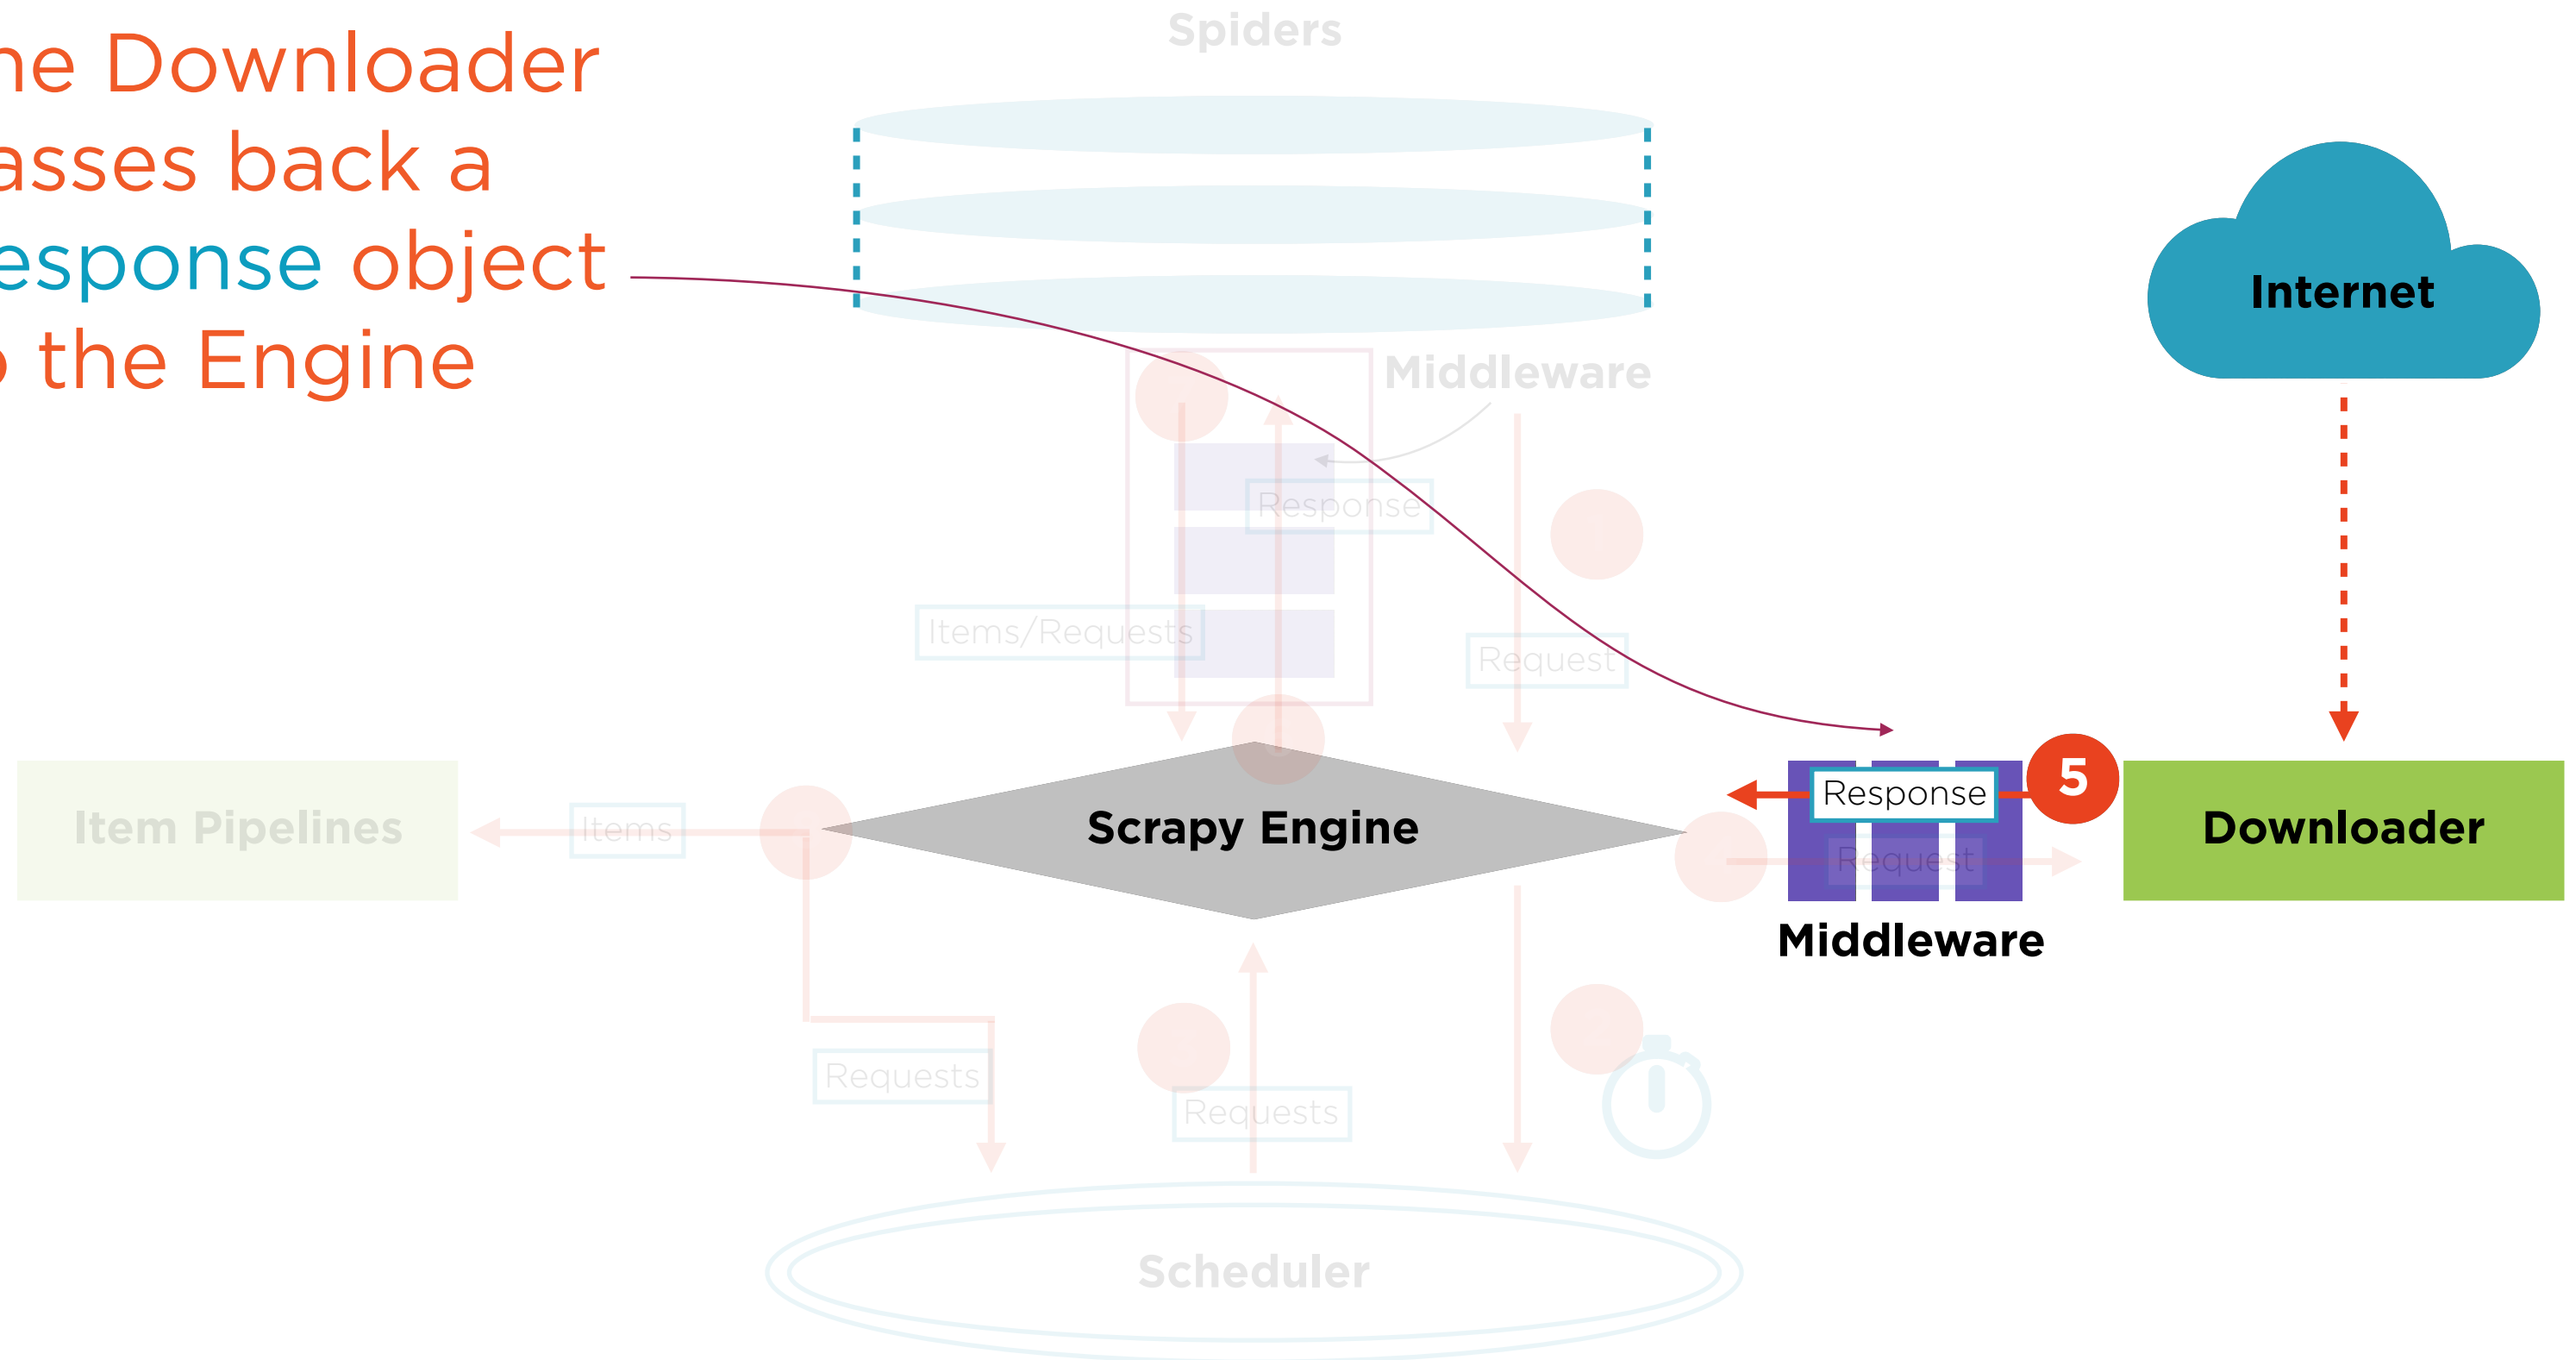 ne Downloader
asses back a
esponse object
o the Engine
Spiders
Internet
Middleware
Response
Items/Requests
Request
Item Pipelines
Items
Scrapy Engine
Response
5
Request
Downloader
Middleware
Requests
Requests
Scheduler